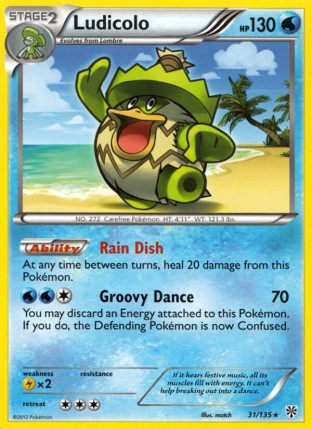 STAGE2 Ludicolo HP130
Evolves from Lombre
NO. 272 Carefree Pokémon HT: 4'11" WT: 121.3 lbs.
Ability Rain Dish
At any time between turns, heal 20 damage from this
Pokémon.
Groovy Dance 70
You may discard an Energy attached to this Pokémon.
If you do, the Defending Pokémon is now Confused.
weakness resistance
×2
retreat
If it hears festive music, all its
muscles fill with energy. it can't
help breaking out into a dance.
©2012 Pokémon Illus. match 31/135★